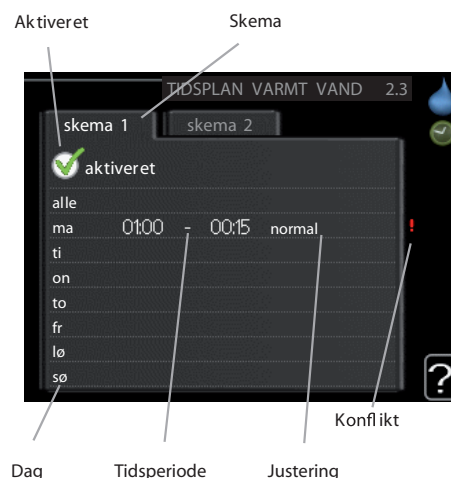 Aktiveret Skema
TIDSPLAN VARMT VAND 2.3
skema 1 skema 2
aktiveret
alle
ma 01:00 - 00:15 normal !
ti
on
to
fr
lø
sø
?
Konflikt
Dag Tidsperiode Justering